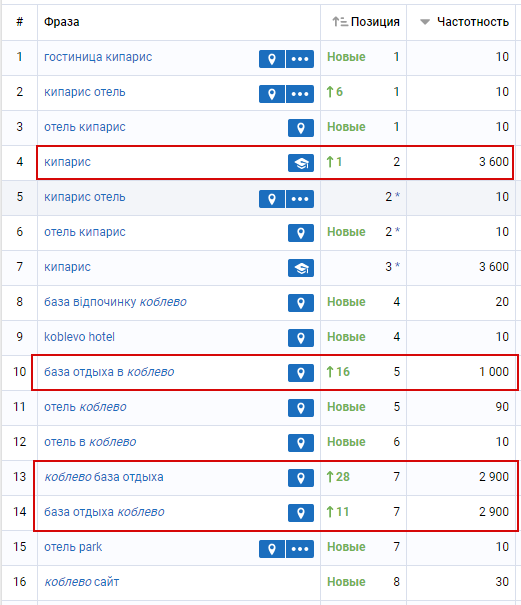 # Фраза Позиция Частотность
1 гостиница кипарис Новые 1 10
2 кипарис отель 6 1 10
3 отель кипарис Новые 1 10
4 кипарис 1 2 3 600
5 кипарис отель 2 * 10
6 отель кипарис Новые 2 * 10
7 кипарис 3 * 3 600
8 база відпочинку коблево Новые 4 20
9 koblevo hotel Новые 4 10
10 база отдыха в коблево 16 5 1 000
11 отель коблево Новые 5 90
12 отель в коблево Новые 6 10
13 коблево база отдыха 28 7 2 900
14 база отдыха коблево 11 7 2 900
15 отель park Новые 7 10
16 коблево сайт Новые 8 30